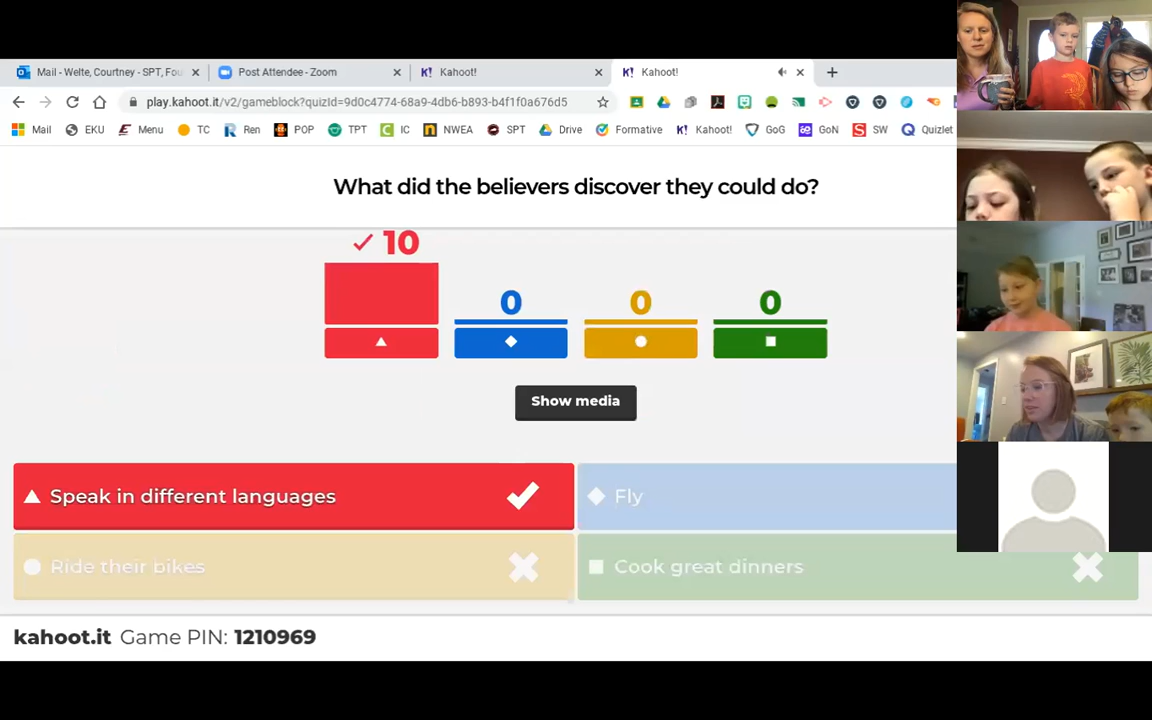 Mail - Welte, Courtney - SPT, Fou
Post Attendee - Zoom
Kahoot!
Kahoot!
play.kahoot.it/v2/gameblock?quizId=9d0c4774-68a9-4db6-b893-b4f1f0a676d5
Mail EKU Menu TC Ren POP TPT IC NWEA SPT Drive Formative Kahoot! GoG GoN SW Quizlet
What did the believers discover they could do?
10 0 0 0
Show media
Speak in different languages
Fly
Ride their bikes
Cook great dinners
kahoot.it Game PIN: 1210969